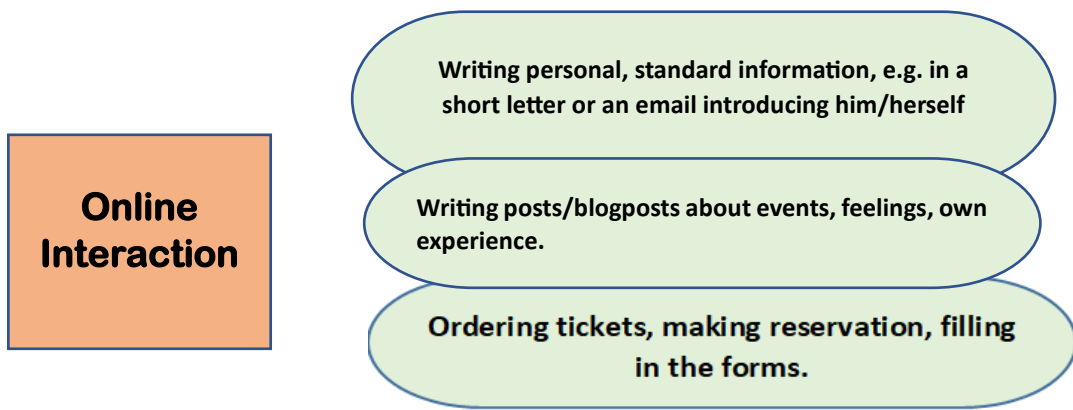 Online
Interaction
Writing personal, standard information, e.g. in a
short letter or an email introducing him/herself
Writing posts/blogposts about events, feelings, own
experience.
Ordering tickets, making reservation, filling
in the forms.